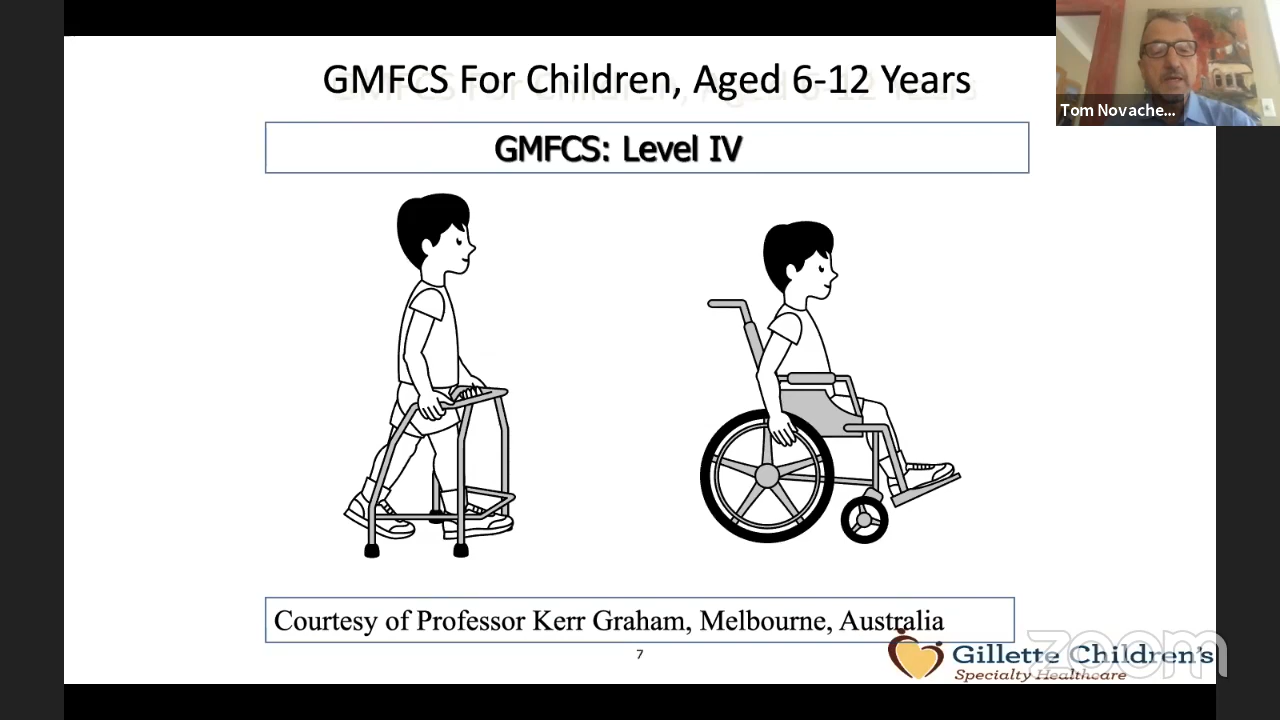 GMFCS For Children, Aged 6-12 Years
Tom Novache...
GMFCS: Level IV
Courtesy of Professor Kerr Graham, Melbourne, Australia
7
Gillette Children's
Specialty Healthcare
zoom